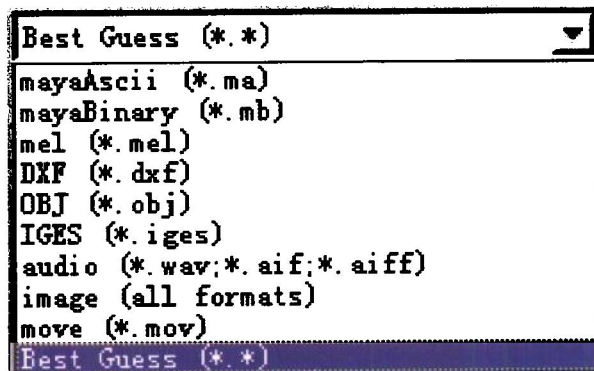 Best Guess (*.*)
mayaAscii (*.ma)
mayaBinary (*.mb)
mel (*.mel)
DXF (*.dxf)
OBJ (*.obj)
IGES (*.iges)
audio (*.wav;*.aif;*.aiff)
image (all formats)
move (*.mov)
Best Guess (*.*)